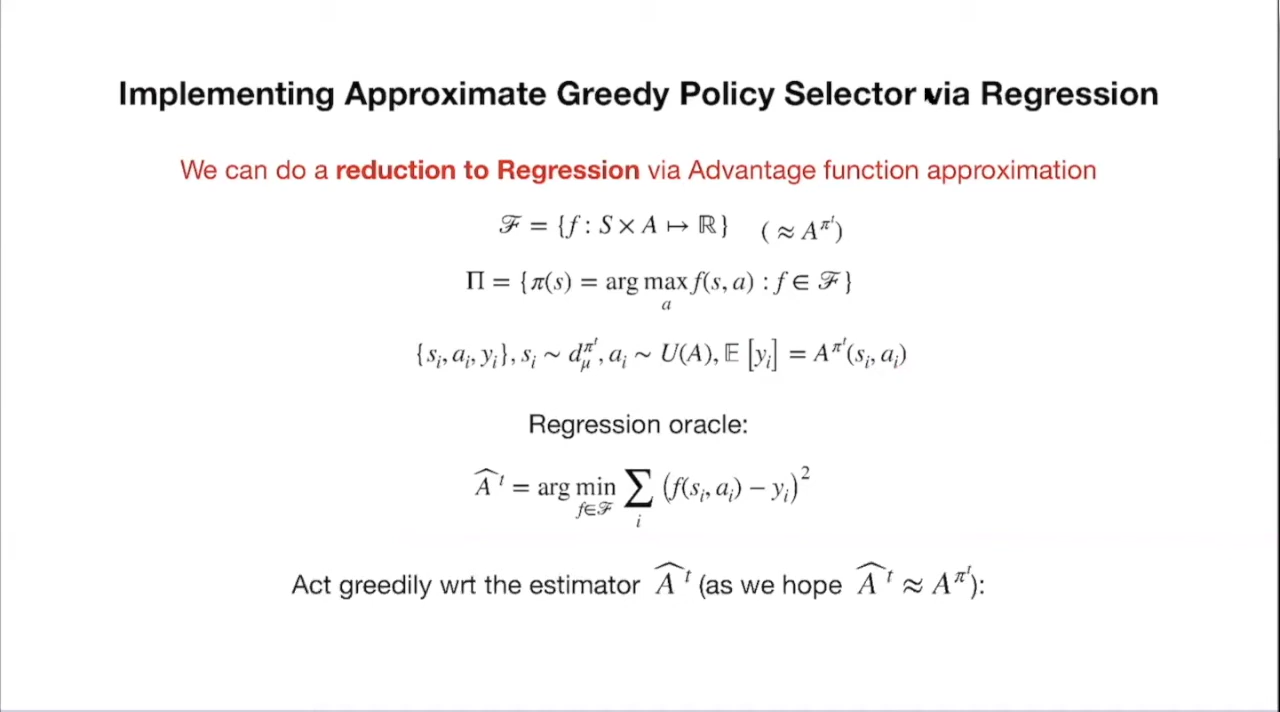 Implementing Approximate Greedy Policy Selector via Regression
We can do a reduction to Regression via Advantage function approximation
ℱ = {f : S × A ↦ ℝ} ( ≈ A^{π^t})
Π = {π(s) = arg max_a f(s, a) : f ∈ ℱ}
{s_i, a_i, y_i}, s_i ∼ d_μ^{π^t}, a_i ∼ U(A), 𝔼 [y_i] = A^{π^t}(s_i, a_i)
Regression oracle:
Â^t = arg min_{f∈ℱ} ∑_i (f(s_i, a_i) − y_i)^2
Act greedily wrt the estimator Â^t (as we hope Â^t ≈ A^{π^t}):